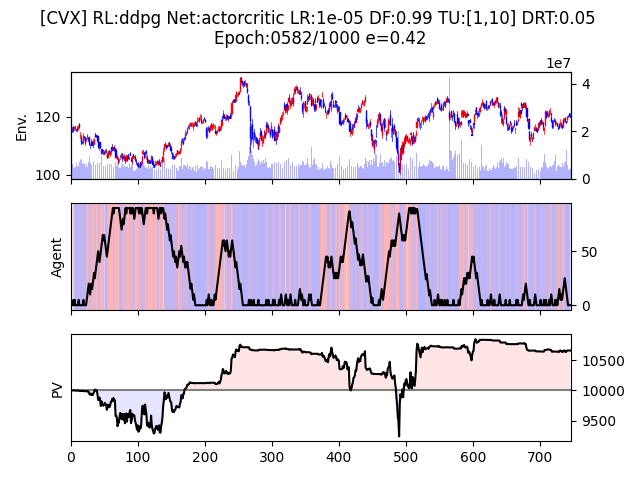 [CVX] RL:ddpg Net:actorcritic LR:1e-05 DF:0.99 TU:[1,10] DRT:0.05
Epoch:0582/1000 e=0.42
1e7
Env.
120
100
4
2
0
Agent
50
0
PV
10500
10000
9500
0 100 200 300 400 500 600 700